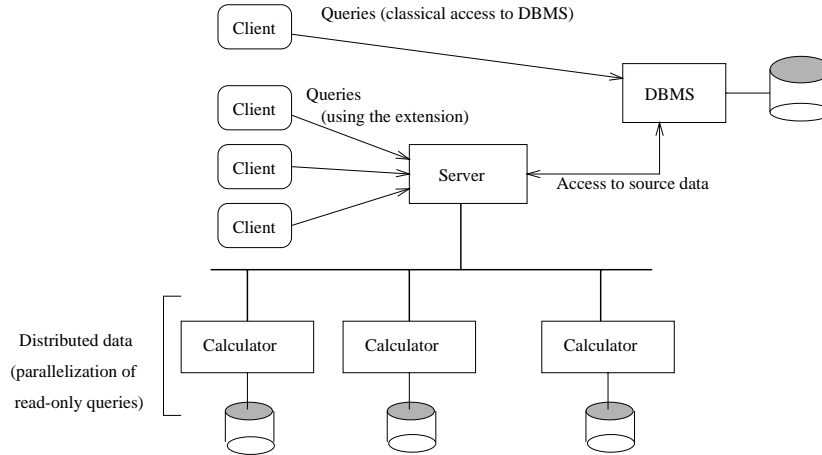 Queries (classical access to DBMS)
Client
Client
Queries
(using the extension)
DBMS
Client
Server
Access to source data
Client
Distributed data
(parallelization of
read-only queries)
Calculator
Calculator
Calculator